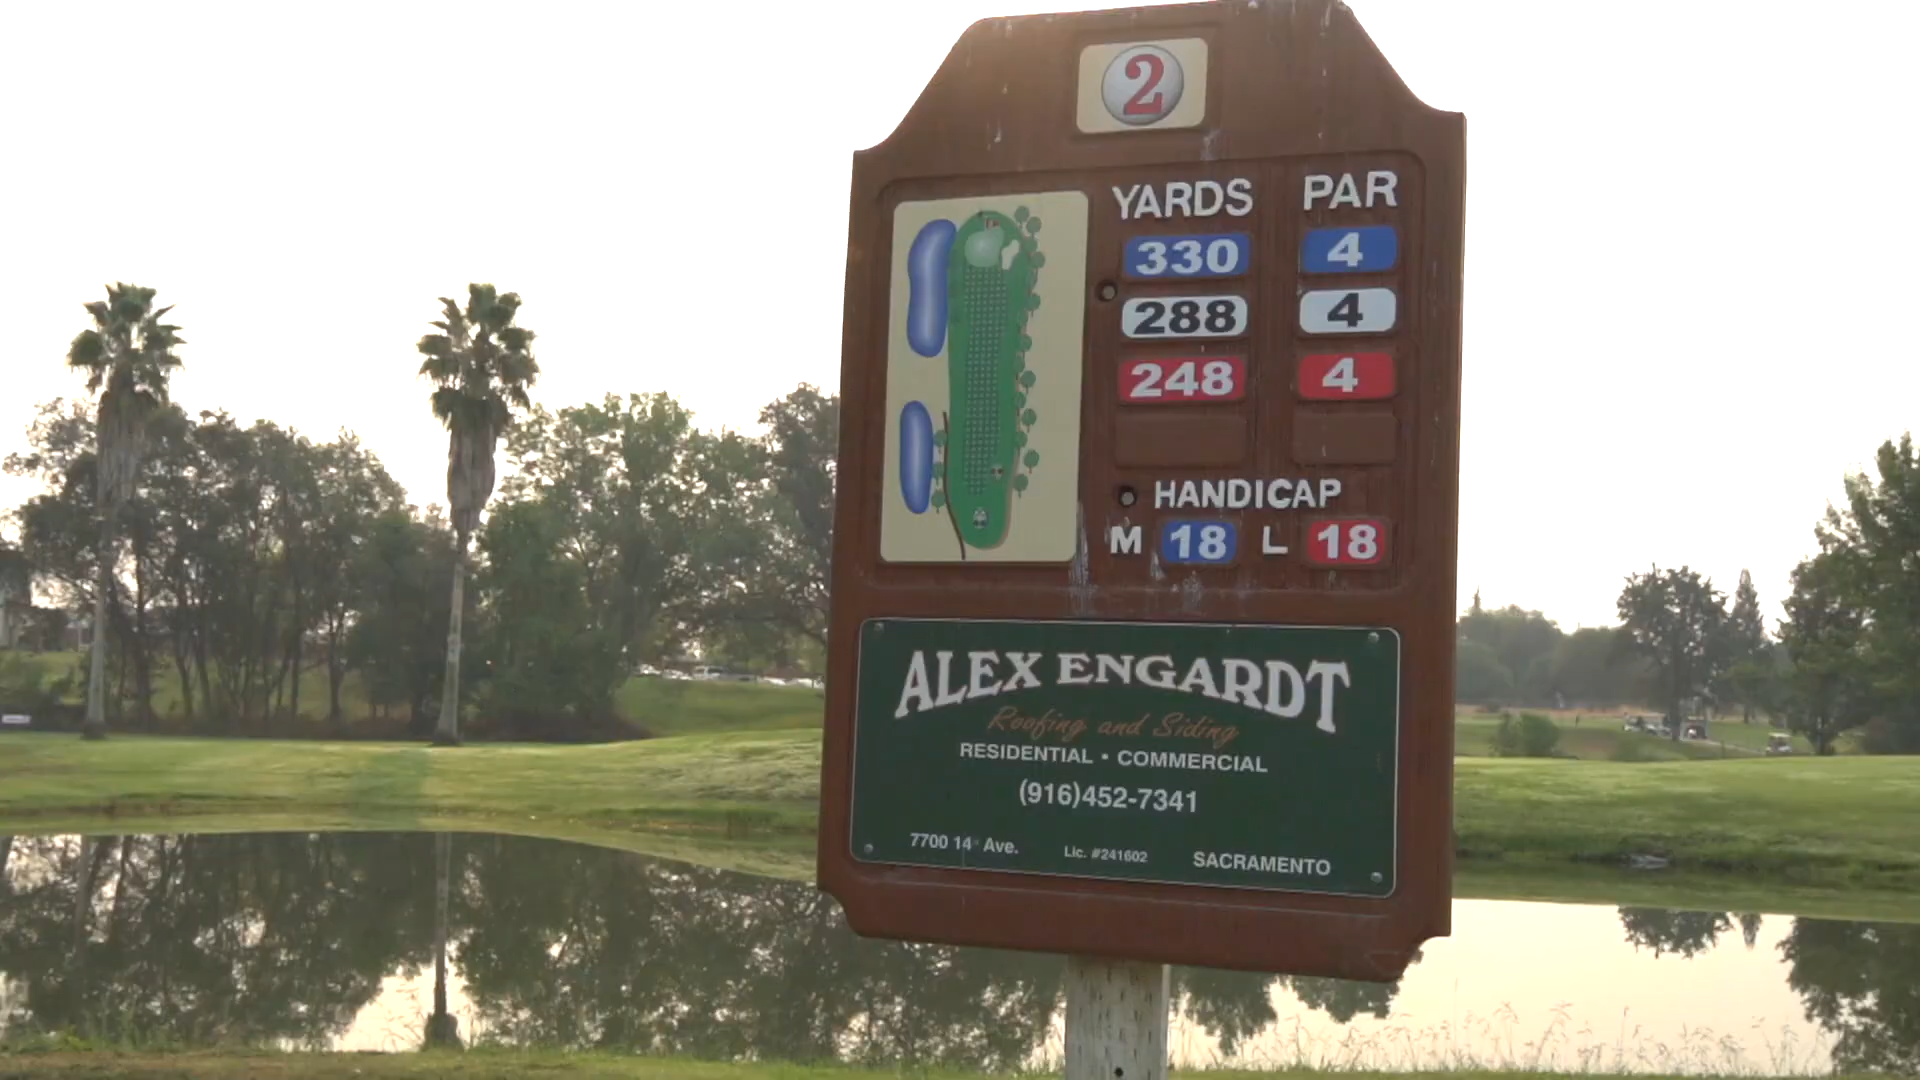 2
YARDS PAR
330 4
288 4
248 4
HANDICAP
M 18 L 18
ALEX ENGARDT
Roofing and Siding
RESIDENTIAL • COMMERCIAL
(916)452-7341
7700 14 Ave. Lic. #241602 SACRAMENTO